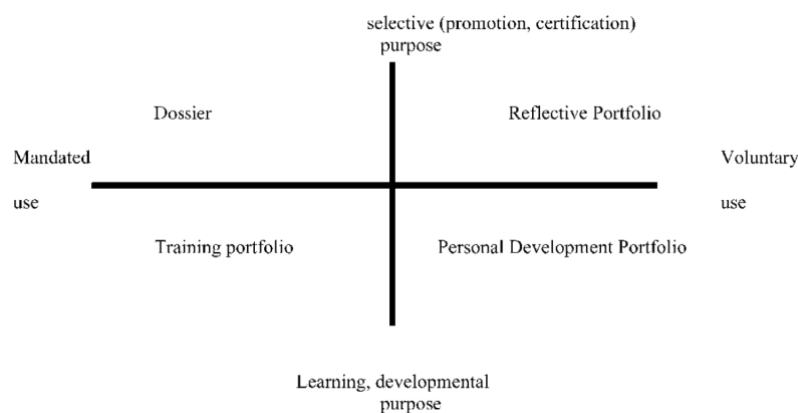 selective (promotion, certification)
purpose
Dossier
Reflective Portfolio
Mandated
use
Voluntary
use
Training portfolio
Personal Development Portfolio
Learning, developmental
purpose